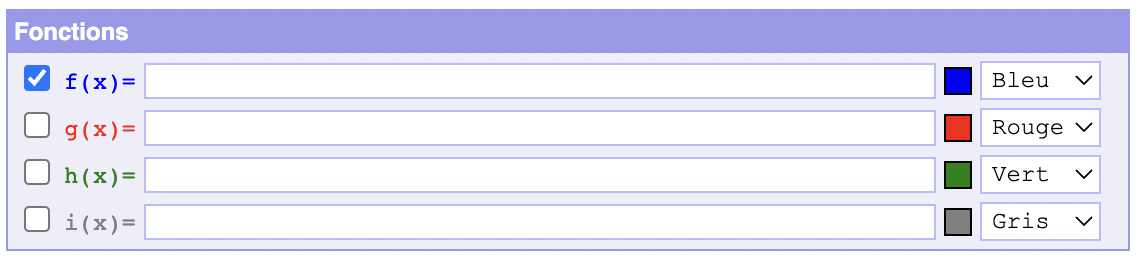 Fonctions
f(x)= Bleu
g(x)= Rouge
h(x)= Vert
i(x)= Gris